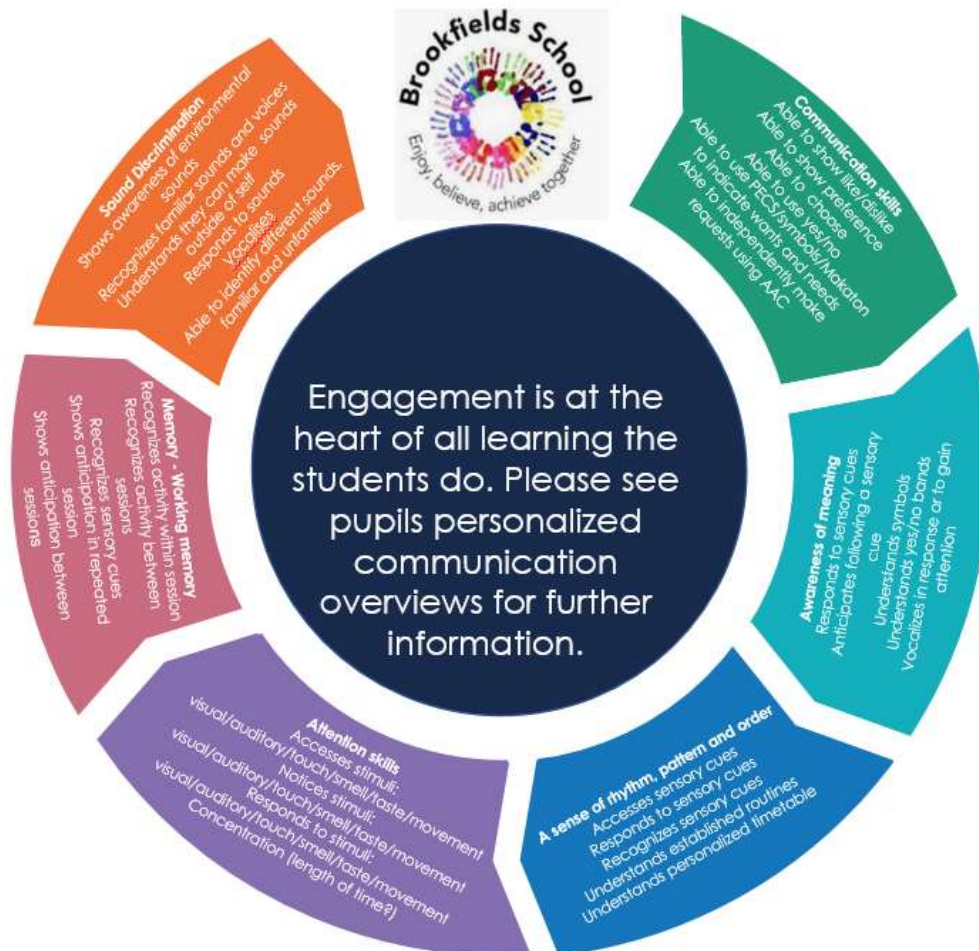 Brookfields School
Enjoy, believe, achieve together
Communication skills
Able to show like/dislike
Able to show preference
Able to choose
Able to use yes/no
Able to use PECS/symbols/Makaton
to indicate wants and needs
Able to independently make
requests using AAC
Awareness of meaning
Responds to sensory cues
Anticipates following a sensory
cue
Understands symbols
Understands yes/no bands
Vocalizes in response or to gain
attention
A sense of rhythm, pattern and order
Accesses sensory cues
Responds to sensory cues
Recognizes sensory cues
Understands established routines
Understands personalized timetable
Attention skills
Accesses stimuli:
visual/auditory/touch/smell/taste/movement
Notices stimuli:
visual/auditory/touch/smell/taste/movement
Responds to stimuli:
visual/auditory/touch/smell/taste/movement
Concentration (length of time?)
Memory - Working memory
Recognizes activity within session
Recognizes activity between
sessions
Recognizes sensory cues
Shows anticipation in repeated
session
Shows anticipation between
sessions
Sound Discrimination
Shows awareness of environmental
sounds
Recognizes familiar sounds and voices
Understands they can make sounds
outside of self
Responds to sounds
Vocalises
Able to identify different sounds,
familiar and unfamiliar
Engagement is at the
heart of all learning the
students do. Please see
pupils personalized
communication
overviews for further
information.